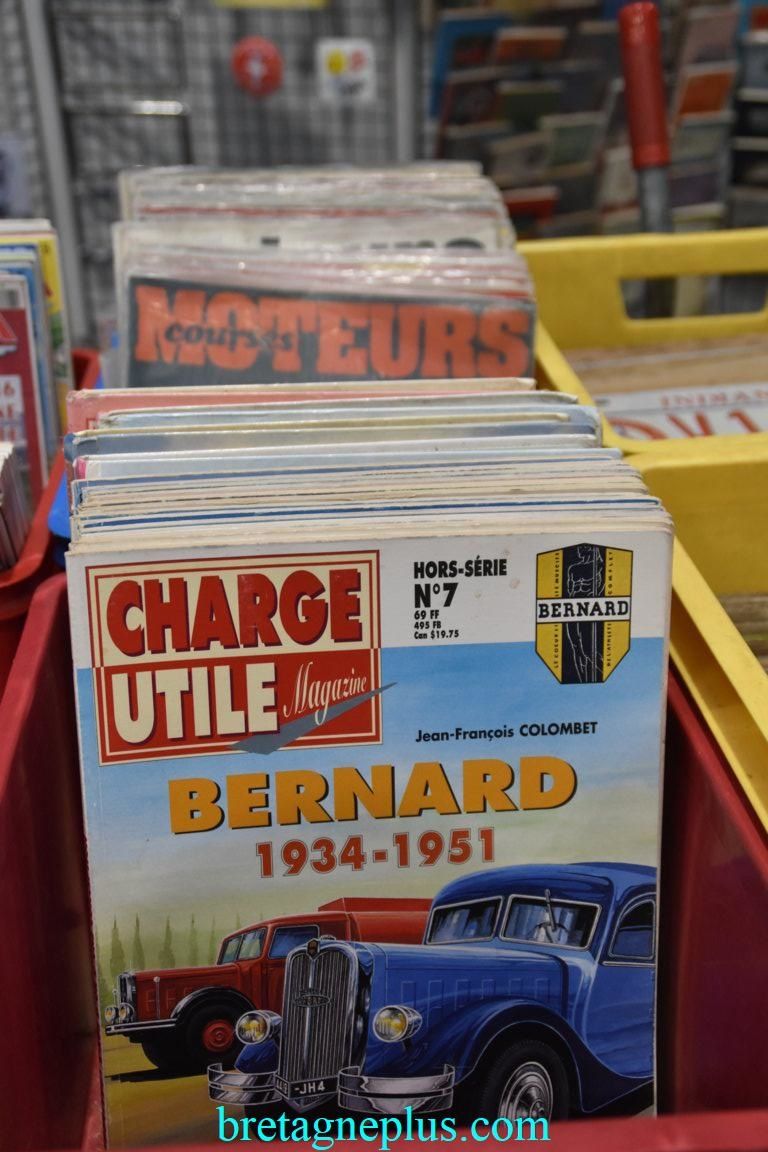 MOTEURS
courses
INDIAN
CHARGE
UTILE Magazine
HORS-SÉRIE
N°7
69 FF
495 FB
Can $19.75
BERNARD
Jean-François COLOMBET
BERNARD
1934-1951
-JH4
bretagneplus.com